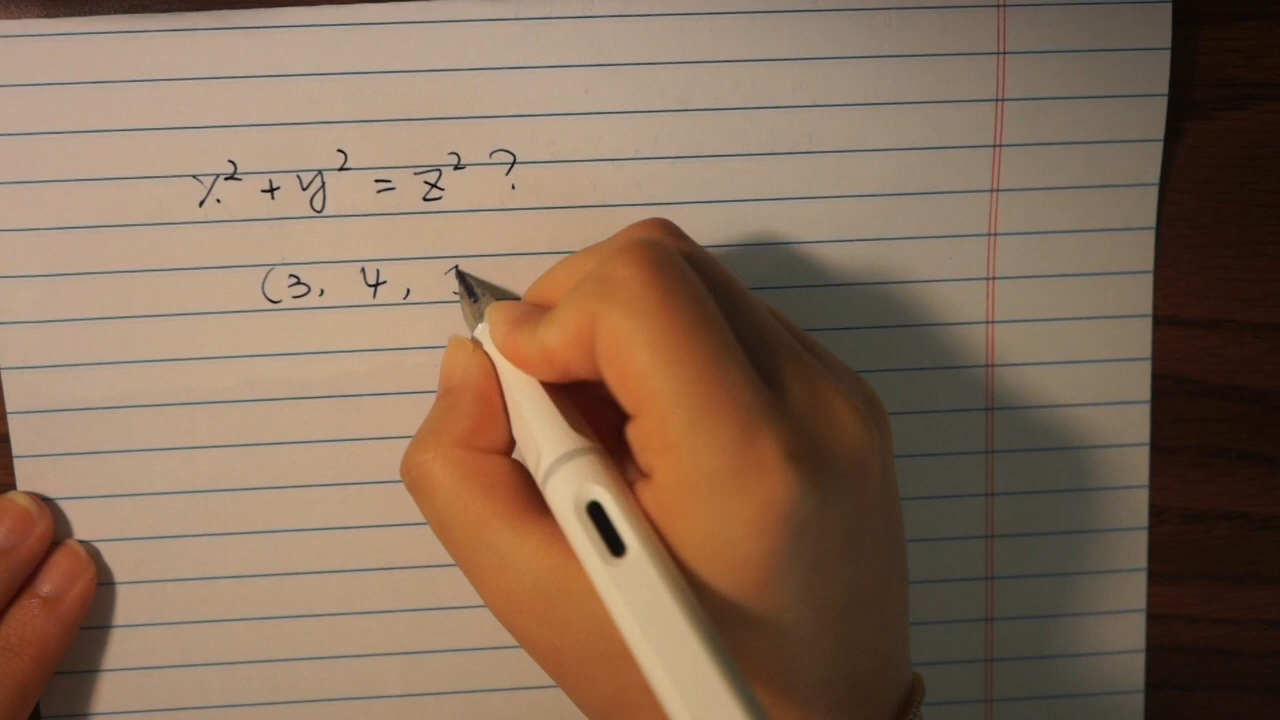 x² + y² = z² ?
(3, 4,